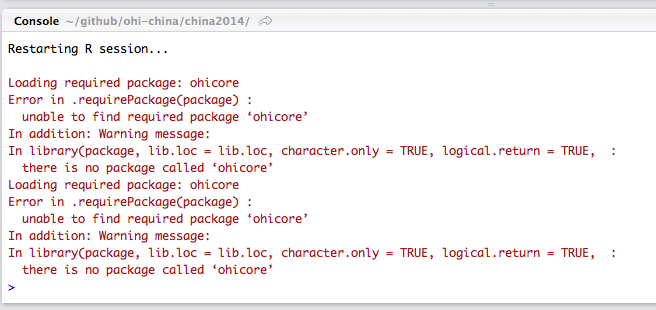 Console ~/github/ohi-china/china2014/
Restarting R session...
Loading required package: ohicore
Error in .requirePackage(package) :
unable to find required package ‘ohicore’
In addition: Warning message:
In library(package, lib.loc = lib.loc, character.only = TRUE, logical.return = TRUE,  :
there is no package called ‘ohicore’
Loading required package: ohicore
Error in .requirePackage(package) :
unable to find required package ‘ohicore’
In addition: Warning message:
In library(package, lib.loc = lib.loc, character.only = TRUE, logical.return = TRUE,  :
there is no package called ‘ohicore’
>